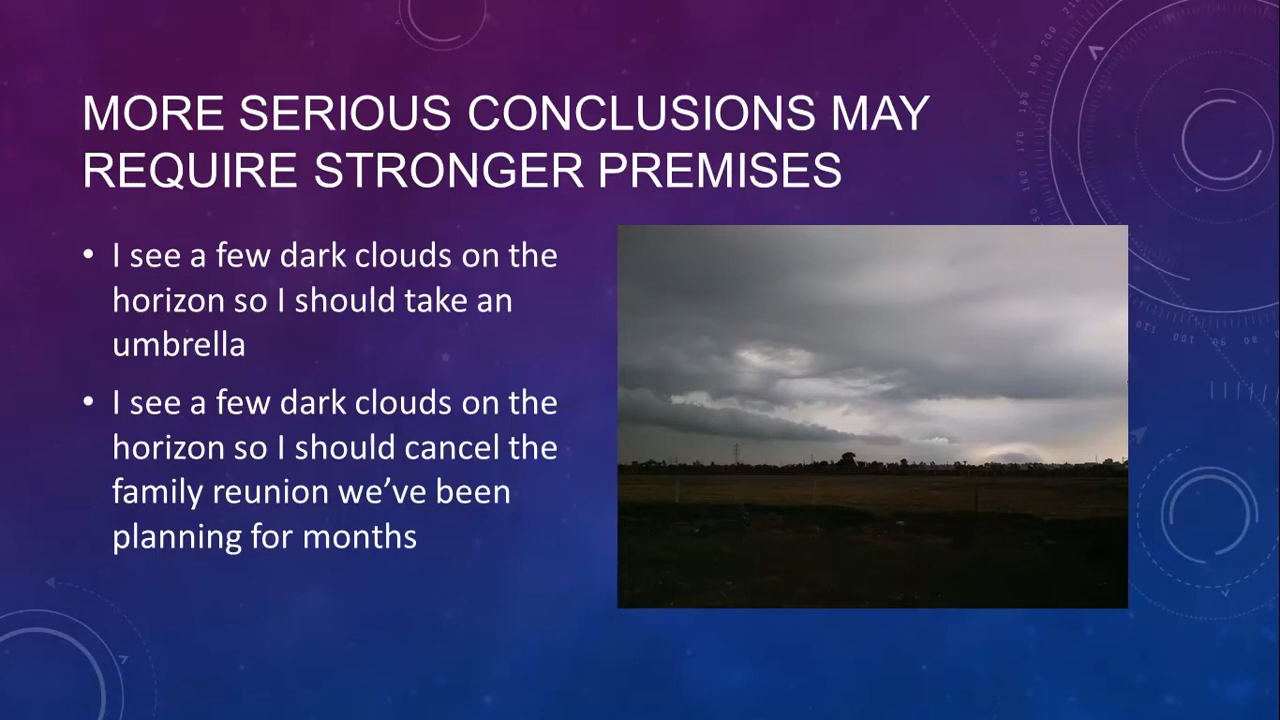 MORE SERIOUS CONCLUSIONS MAY
REQUIRE STRONGER PREMISES
• I see a few dark clouds on the
horizon so I should take an
umbrella
• I see a few dark clouds on the
horizon so I should cancel the
family reunion we’ve been
planning for months